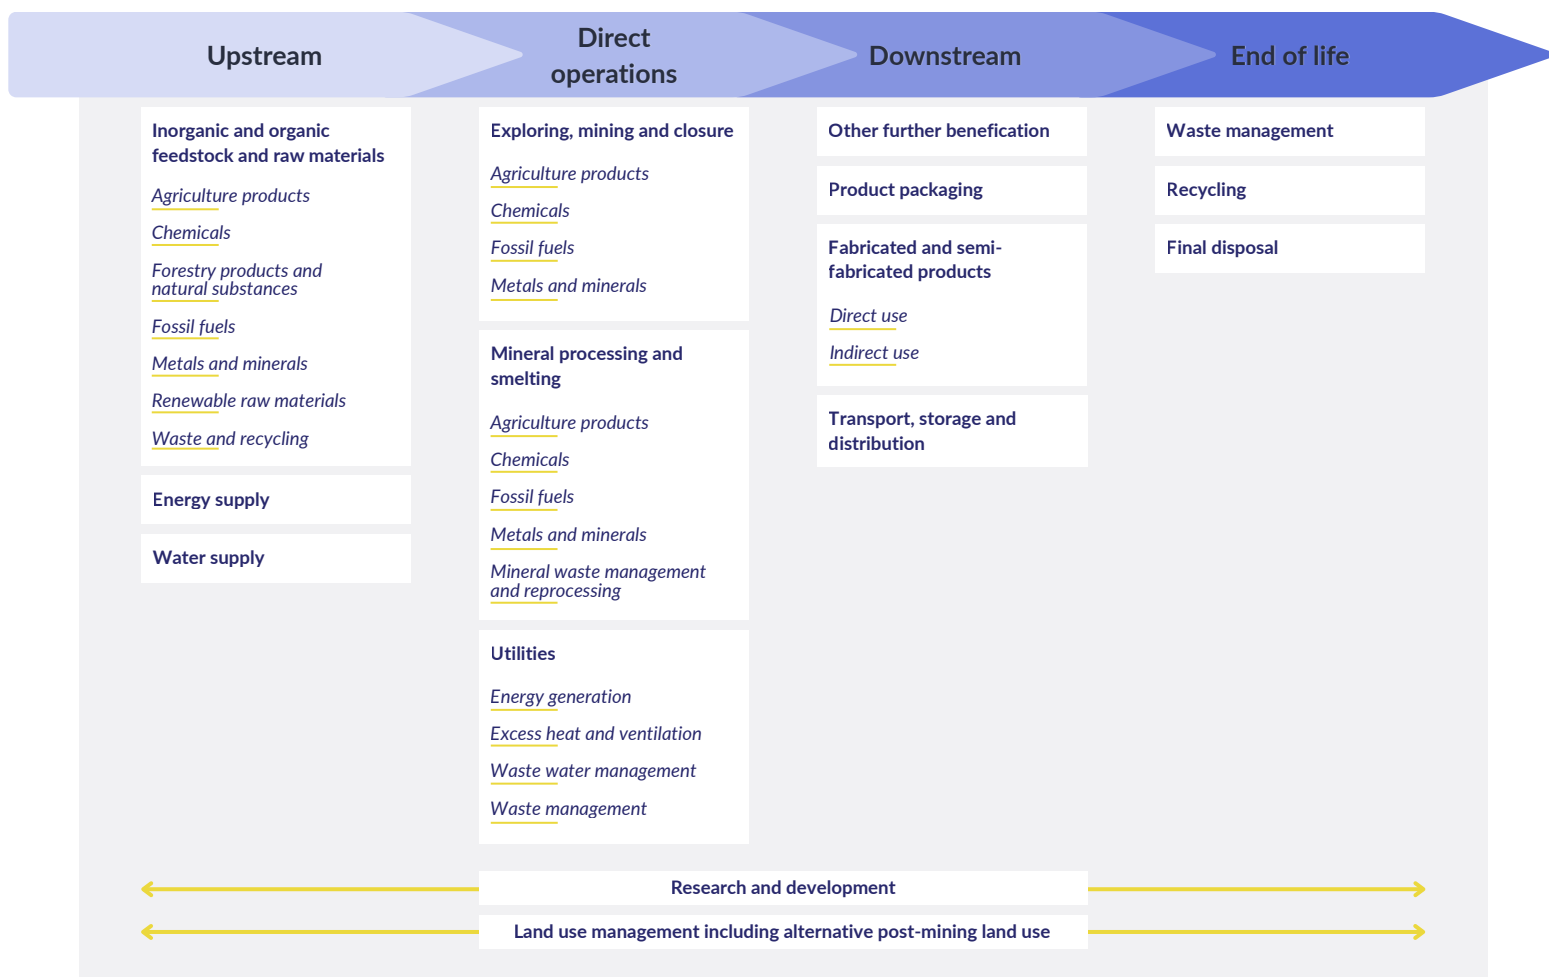 Upstream
Direct
operations
Downstream
End of life
Inorganic and organic
feedstock and raw materials
Agriculture products
Chemicals
Forestry products and
natural substances
Fossil fuels
Metals and minerals
Renewable raw materials
Waste and recycling
Energy supply
Water supply
Exploring, mining and closure
Agriculture products
Chemicals
Fossil fuels
Metals and minerals
Mineral processing and
smelting
Agriculture products
Chemicals
Fossil fuels
Metals and minerals
Mineral waste management
and reprocessing
Utilities
Energy generation
Excess heat and ventilation
Waste water management
Waste management
Other further benefication
Product packaging
Fabricated and semi-
fabricated products
Direct use
Indirect use
Transport, storage and
distribution
Waste management
Recycling
Final disposal
Research and development
Land use management including alternative post-mining land use